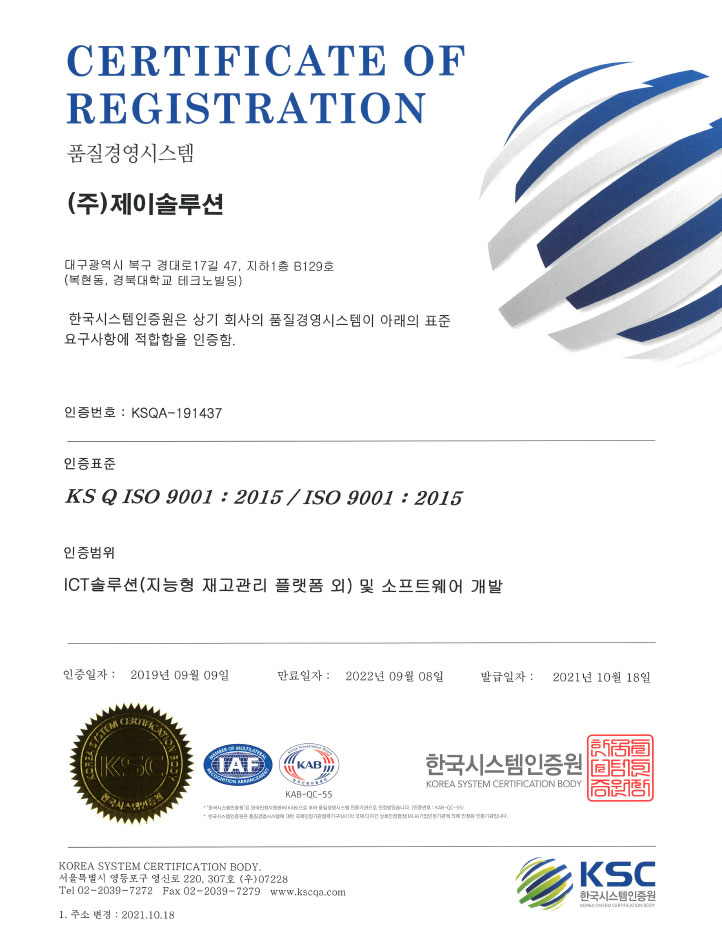 CERTIFICATE OF
REGISTRATION
품질경영시스템
(주)제이솔루션
대구광역시 북구 경대로17길 47, 지하1층 B129호
(복현동, 경북대학교 테크노빌딩)
한국시스템인증원은 상기 회사의 품질경영시스템이 아래의 표준
요구사항에 적합함을 인증함.
인증번호 : KSQA-191437
인증표준
KS Q ISO 9001 : 2015 / ISO 9001 : 2015
인증범위
ICT솔루션(지능형 재고관리 플랫폼 외) 및 소프트웨어 개발
인증일자 : 2019년 09월 09일 만료일자 : 2022년 09월 08일 발급일자 : 2021년 10월 18일
KOREA SYSTEM CERTIFICATION BODY
KSC
한국시스템인증원
MEMBER OF MULTILATERAL
IAF
RECOGNITION ARRANGEMENT
KAB
KAB-QC-55
한국시스템인증원
KOREA SYSTEM CERTIFICATION BODY
KOREA SYSTEM CERTIFICATION BODY.
서울특별시 영등포구 영신로 220, 307호 (우)07228
Tel 02-2039-7272 Fax 02-2039-7279 www.kscqa.com
1. 주소 변경 : 2021.10.18
KSC
한국시스템인증원
KOREA SYSTEM CERTIFICATION BODY